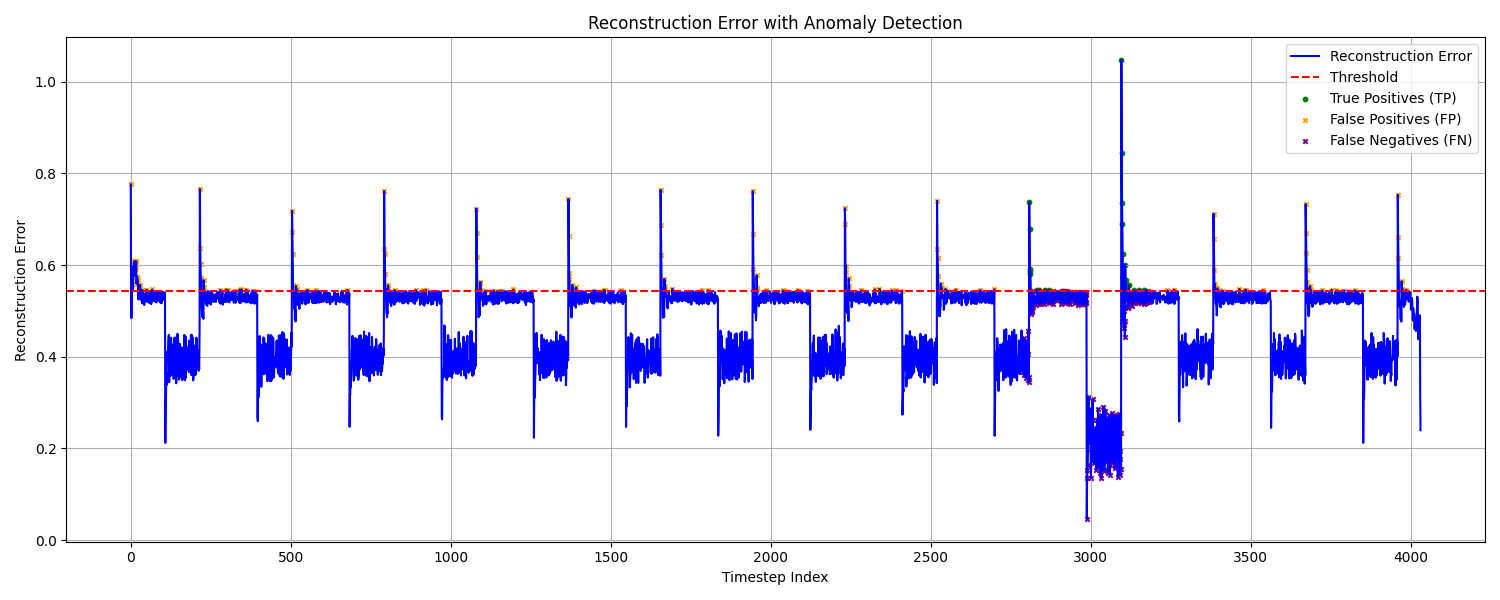 Reconstruction Error with Anomaly Detection
Reconstruction Error
1.0
0.8
0.6
0.4
0.2
0.0
Reconstruction Error
Threshold
True Positives (TP)
False Positives (FP)
False Negatives (FN)
0 500 1000 1500 2000 2500 3000 3500 4000
Timestep Index